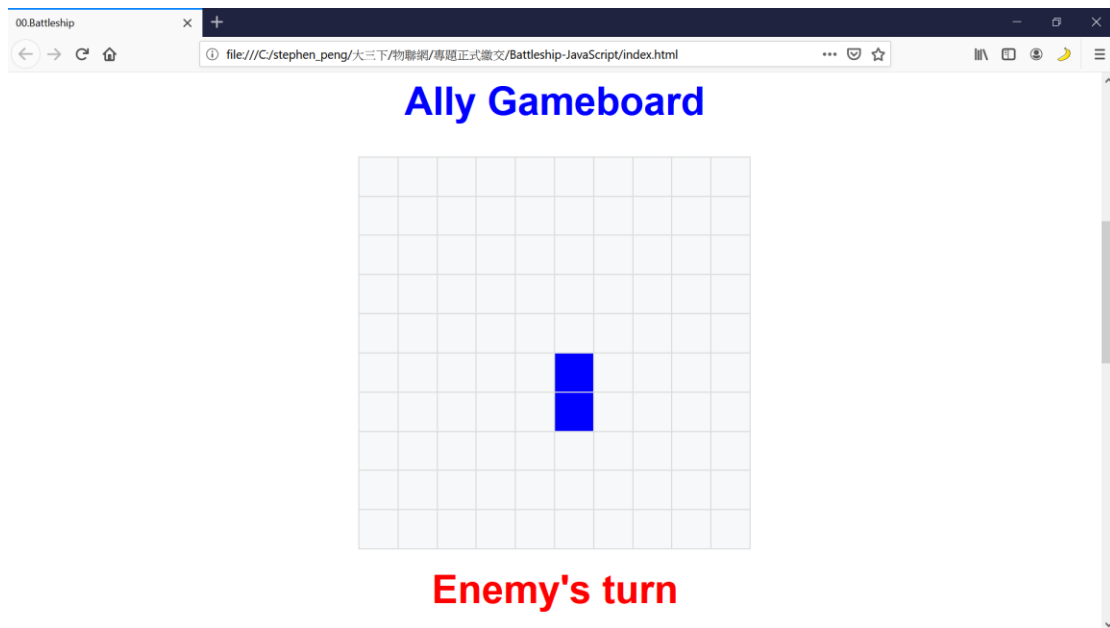 00.Battleship
file:///C:/stephen_peng/大三下/物聯網/專題正式繳交/Battleship-JavaScript/index.html
Ally Gameboard
Enemy's turn